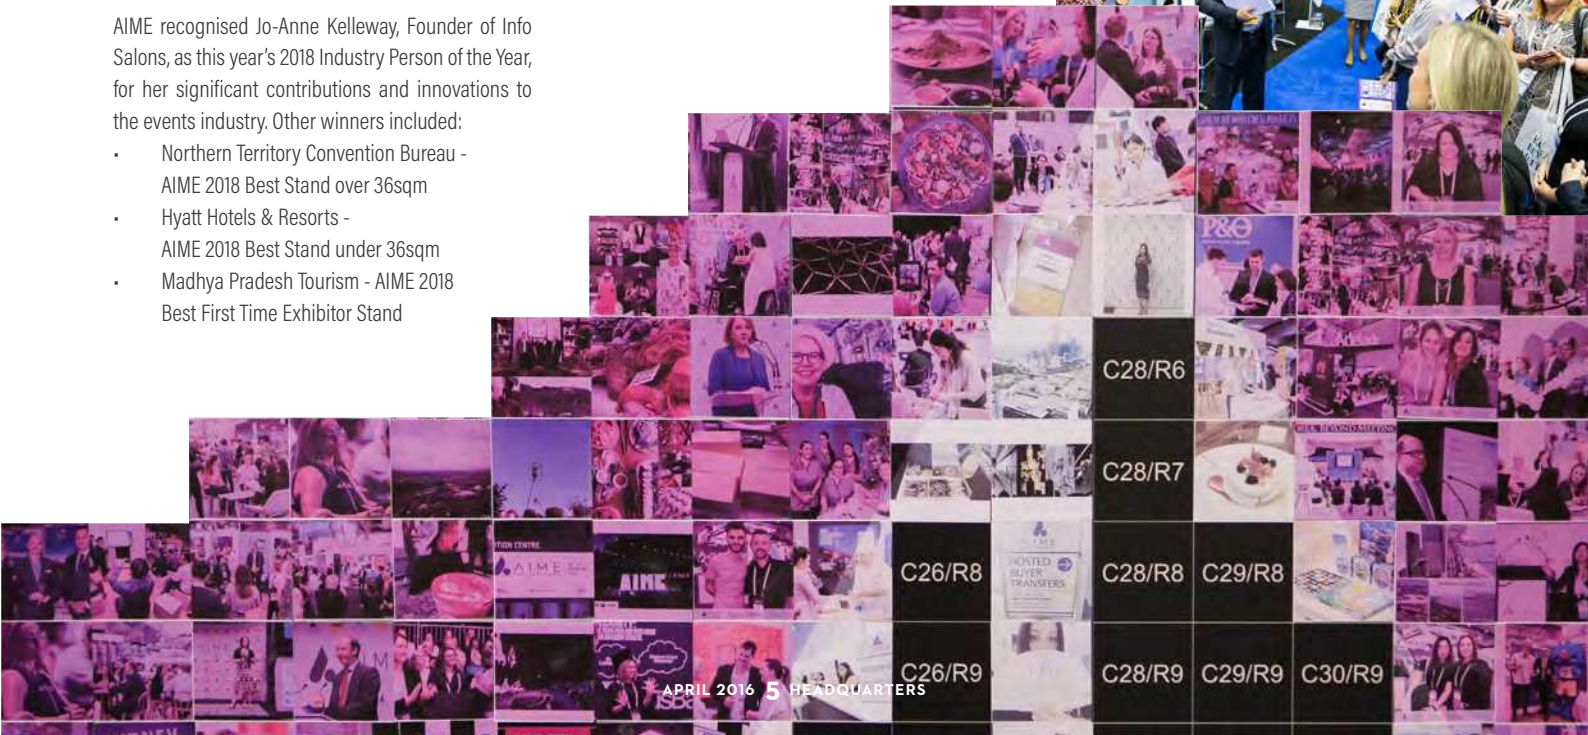 AIME recognised Jo-Anne Kelleway, Founder of Info
Salons, as this year's 2018 Industry Person of the Year,
for her significant contributions and innovations to
the events industry. Other winners included:
· Northern Territory Convention Bureau -
AIME 2018 Best Stand over 36sqm
· Hyatt Hotels & Resorts -
AIME 2018 Best Stand under 36sqm
· Madhya Pradesh Tourism - AIME 2018
Best First Time Exhibitor Stand
P&O
C28/R6
C28/R7
AIME
AIME
C26/R8
AIME
HOSTED
BUYER
TRANSFERS
C28/R8
C29/R8
C26/R9
C28/R9
C29/R9
C30/R9
APRIL 2016 5 HEADQUARTERS